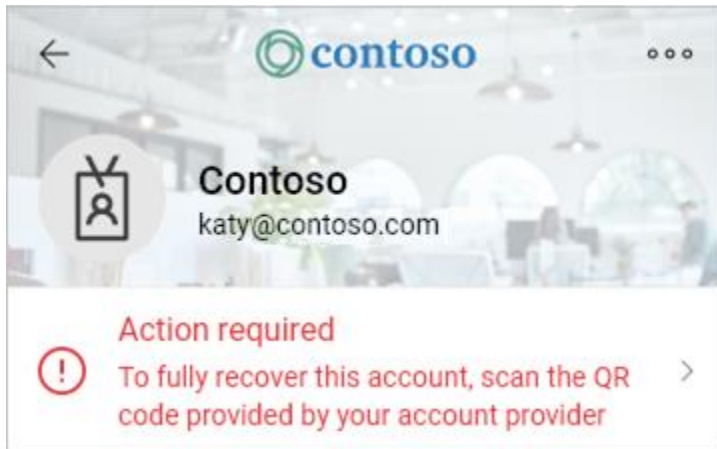 contoso
Contoso
katy@contoso.com
Action required
To fully recover this account, scan the QR
code provided by your account provider